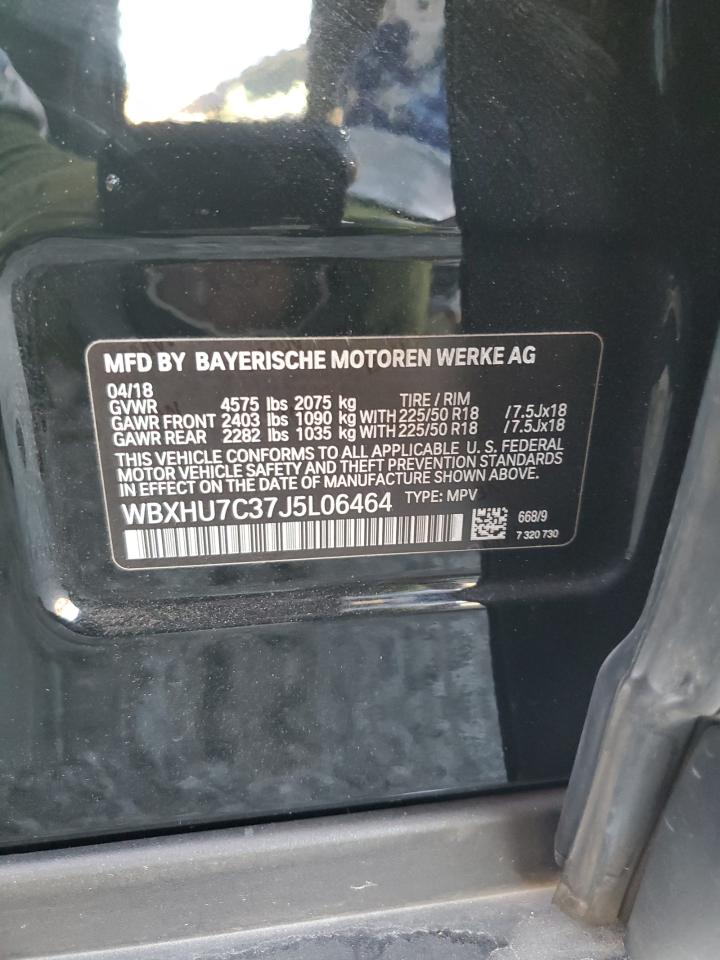 MFD BY BAYERISCHE MOTOREN WERKE AG
04/18
GVWR 4575 lbs 2075 kg TIRE / RIM
GAWR FRONT 2403 lbs 1090 kg WITH 225/50 R18 /7.5Jx18
GAWR REAR 2282 lbs 1035 kg WITH 225/50 R18 /7.5Jx18
THIS VEHICLE CONFORMS TO ALL APPLICABLE U. S. FEDERAL
MOTOR VEHICLE SAFETY AND THEFT PREVENTION STANDARDS
IN EFFECT ON THE DATE OF MANUFACTURE SHOWN ABOVE.
WBXHU7C37J5L06464 TYPE: MPV
668/9
7 320 730